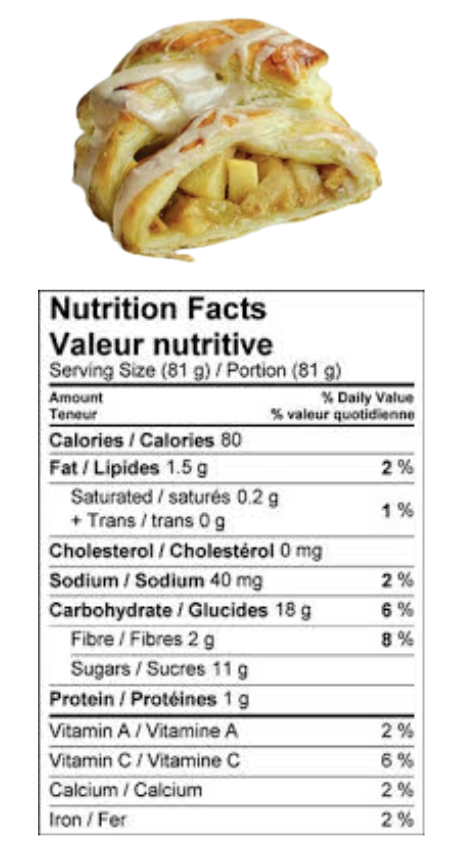 Nutrition Facts
Valeur nutritive
Serving Size (81 g) / Portion (81 g)
Amount % Daily Value
Teneur % valeur quotidienne
Calories / Calories 80
Fat / Lipides 1.5 g 2 %
Saturated / saturés 0.2 g
+ Trans / trans 0 g 1 %
Cholesterol / Cholestérol 0 mg
Sodium / Sodium 40 mg 2 %
Carbohydrate / Glucides 18 g 6 %
Fibre / Fibres 2 g 8 %
Sugars / Sucres 11 g
Protein / Protéines 1 g
Vitamin A / Vitamine A 2 %
Vitamin C / Vitamine C 6 %
Calcium / Calcium 2 %
Iron / Fer 2 %